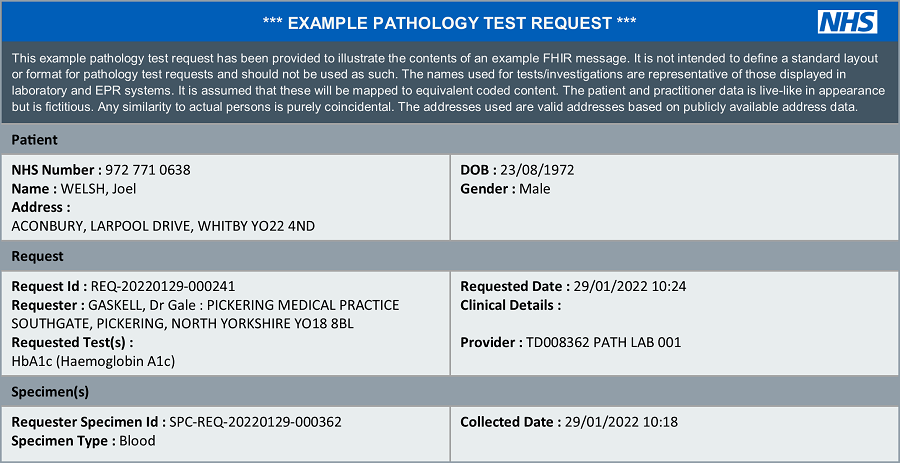 *** EXAMPLE PATHOLOGY TEST REQUEST ***
NHS
This example pathology test request has been provided to illustrate the contents of an example FHIR message. It is not intended to define a standard layout
or format for pathology test requests and should not be used as such. The names used for tests/investigations are representative of those displayed in
laboratory and EPR systems. It is assumed that these will be mapped to equivalent coded content. The patient and practitioner data is live-like in appearance
but is fictitious. Any similarity to actual persons is purely coincidental. The addresses used are valid addresses based on publicly available address data.
Patient
NHS Number : 972 771 0638
Name : WELSH, Joel
Address :
ACONBURY, LARPOOL DRIVE, WHITBY YO22 4ND
DOB : 23/08/1972
Gender : Male
Request
Request Id : REQ-20220129-000241
Requester : GASKELL, Dr Gale : PICKERING MEDICAL PRACTICE
SOUTHGATE, PICKERING, NORTH YORKSHIRE YO18 8BL
Requested Test(s) :
HbA1c (Haemoglobin A1c)
Requested Date : 29/01/2022 10:24
Clinical Details :
Provider : TD008362 PATH LAB 001
Specimen(s)
Requester Specimen Id : SPC-REQ-20220129-000362
Specimen Type : Blood
Collected Date : 29/01/2022 10:18